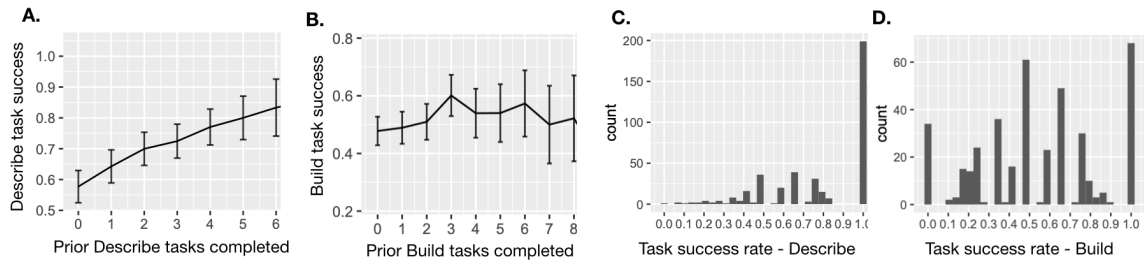 A.
Describe task success
1.0
0.9
0.8
0.7
0.6
0.5
0 1 2 3 4 5 6
Prior Describe tasks completed
B.
Build task success
0.8
0.6
0.4
0.2
0 1 2 3 4 5 6 7 8
Prior Build tasks completed
C.
count
200
150
100
50
0
0.0 0.1 0.2 0.3 0.4 0.5 0.6 0.7 0.8 0.9 1.0
Task success rate - Describe
D.
count
60
40
20
0
0.0 0.1 0.2 0.3 0.4 0.5 0.6 0.7 0.8 0.9 1.0
Task success rate - Build